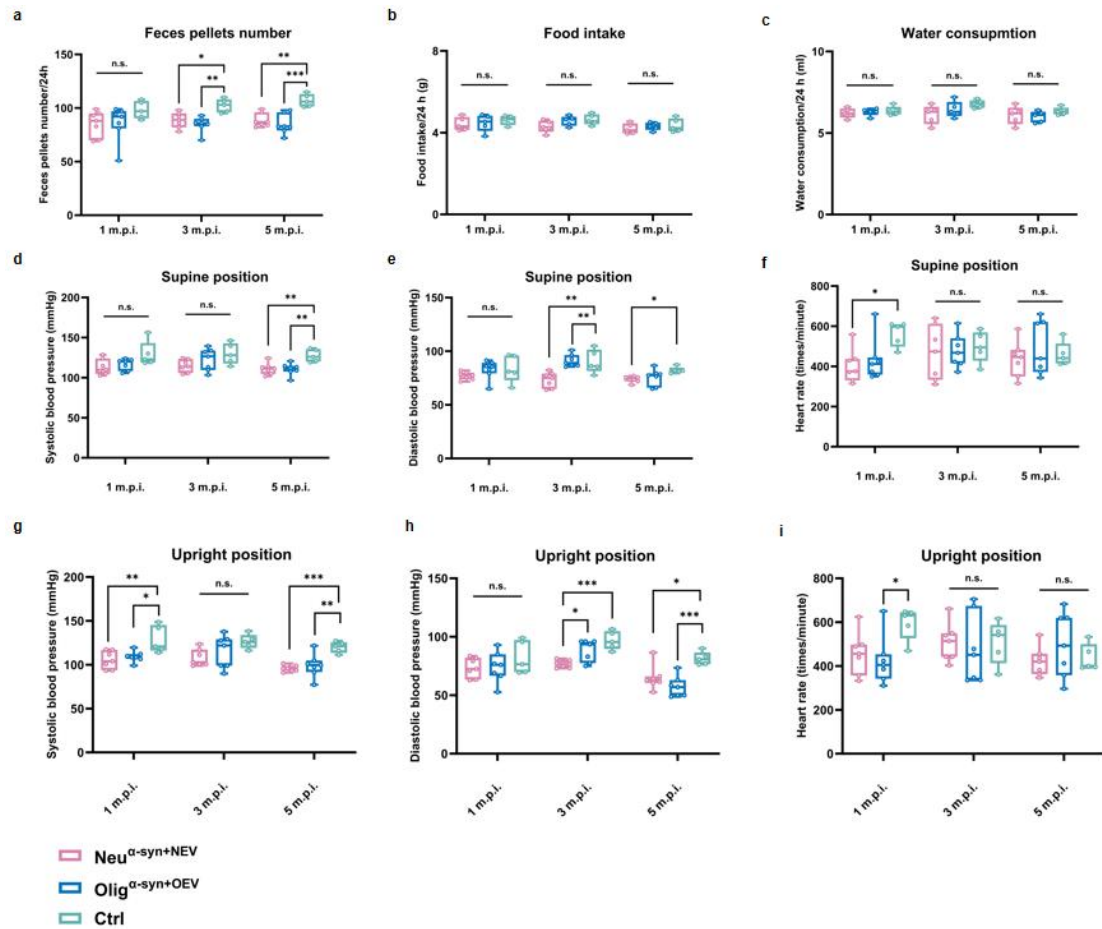 a
Feces pellets number
Feces pellets number/24h
150
100
50
0
n.s.
*
**
**
***
1 m.p.i.
3 m.p.i.
5 m.p.i.
b
Food intake
Food intake/24 h (g)
8
4
0
n.s.
n.s.
n.s.
1 m.p.i.
3 m.p.i.
5 m.p.i.
c
Water consupmtion
Water consumption/24 h (ml)
10
5
0
n.s.
n.s.
n.s.
1 m.p.i.
3 m.p.i.
5 m.p.i.
d
Supine position
Systolic blood pressure (mmHg)
200
150
100
50
0
n.s.
n.s.
**
**
1 m.p.i.
3 m.p.i.
5 m.p.i.
e
Supine position
Diastolic blood pressure (mmHg)
150
100
50
0
n.s.
**
**
*
1 m.p.i.
3 m.p.i.
5 m.p.i.
f
Supine position
Heart rate (times/minute)
800
600
400
200
0
*
n.s.
n.s.
1 m.p.i.
3 m.p.i.
5 m.p.i.
g
Upright position
Systolic blood pressure (mmHg)
200
150
100
50
0
**
*
n.s.
***
**
1 m.p.i.
3 m.p.i.
5 m.p.i.
h
Upright position
Diastolic blood pressure (mmHg)
150
100
50
0
n.s.
***
*
*
***
1 m.p.i.
3 m.p.i.
5 m.p.i.
i
Upright position
Heart rate (times/minute)
800
600
400
200
0
*
n.s.
n.s.
1 m.p.i.
3 m.p.i.
5 m.p.i.
Neu α-syn+NEV
Olig α-syn+OEV
Ctrl